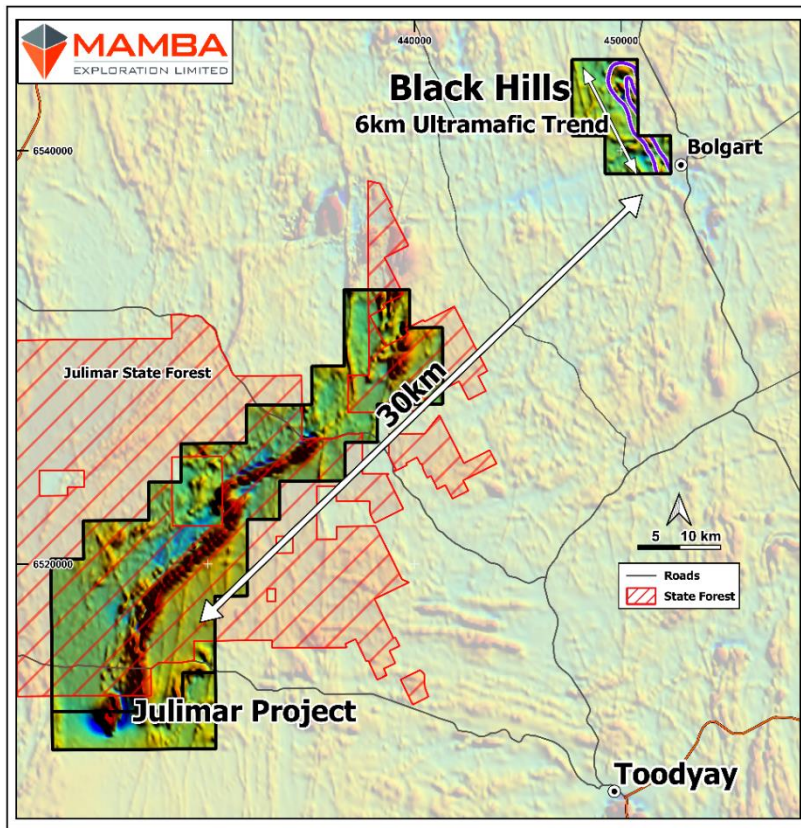 MAMBA
EXPLORATION LIMITED
440000
450000
Black Hills
6km Ultramafic Trend
6540000
Bolgart
Julimar State Forest
30km
5 10 km
6520000
Roads
State Forest
Julimar Project
Toodyay